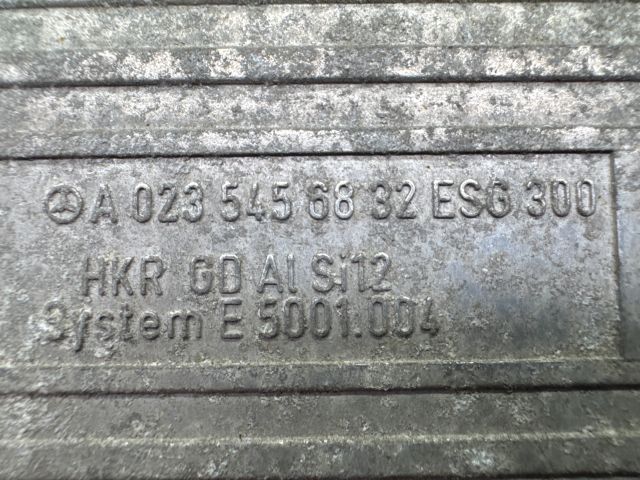 A 023 545 68 32 ESG 300
HKR GD Al Si12
System E 5001.004